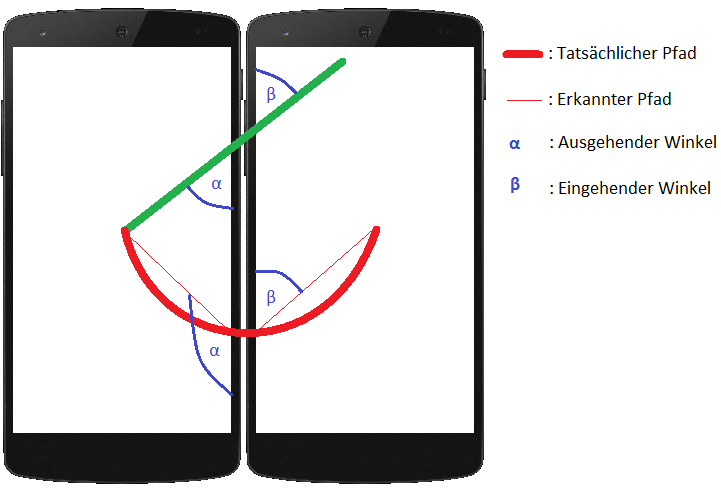 β
α
β
α
: Tatsächlicher Pfad
: Erkannter Pfad
α : Ausgehender Winkel
β : Eingehender Winkel